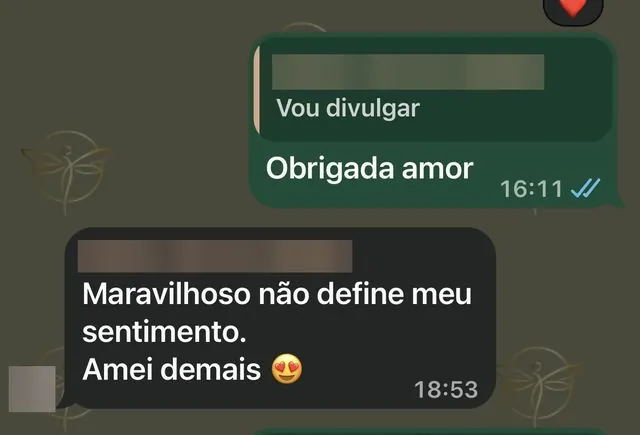 Vou divulgar
Obrigada amor
16:11
Maravilhoso não define meu
sentimento.
Amei demais 😍
18:53